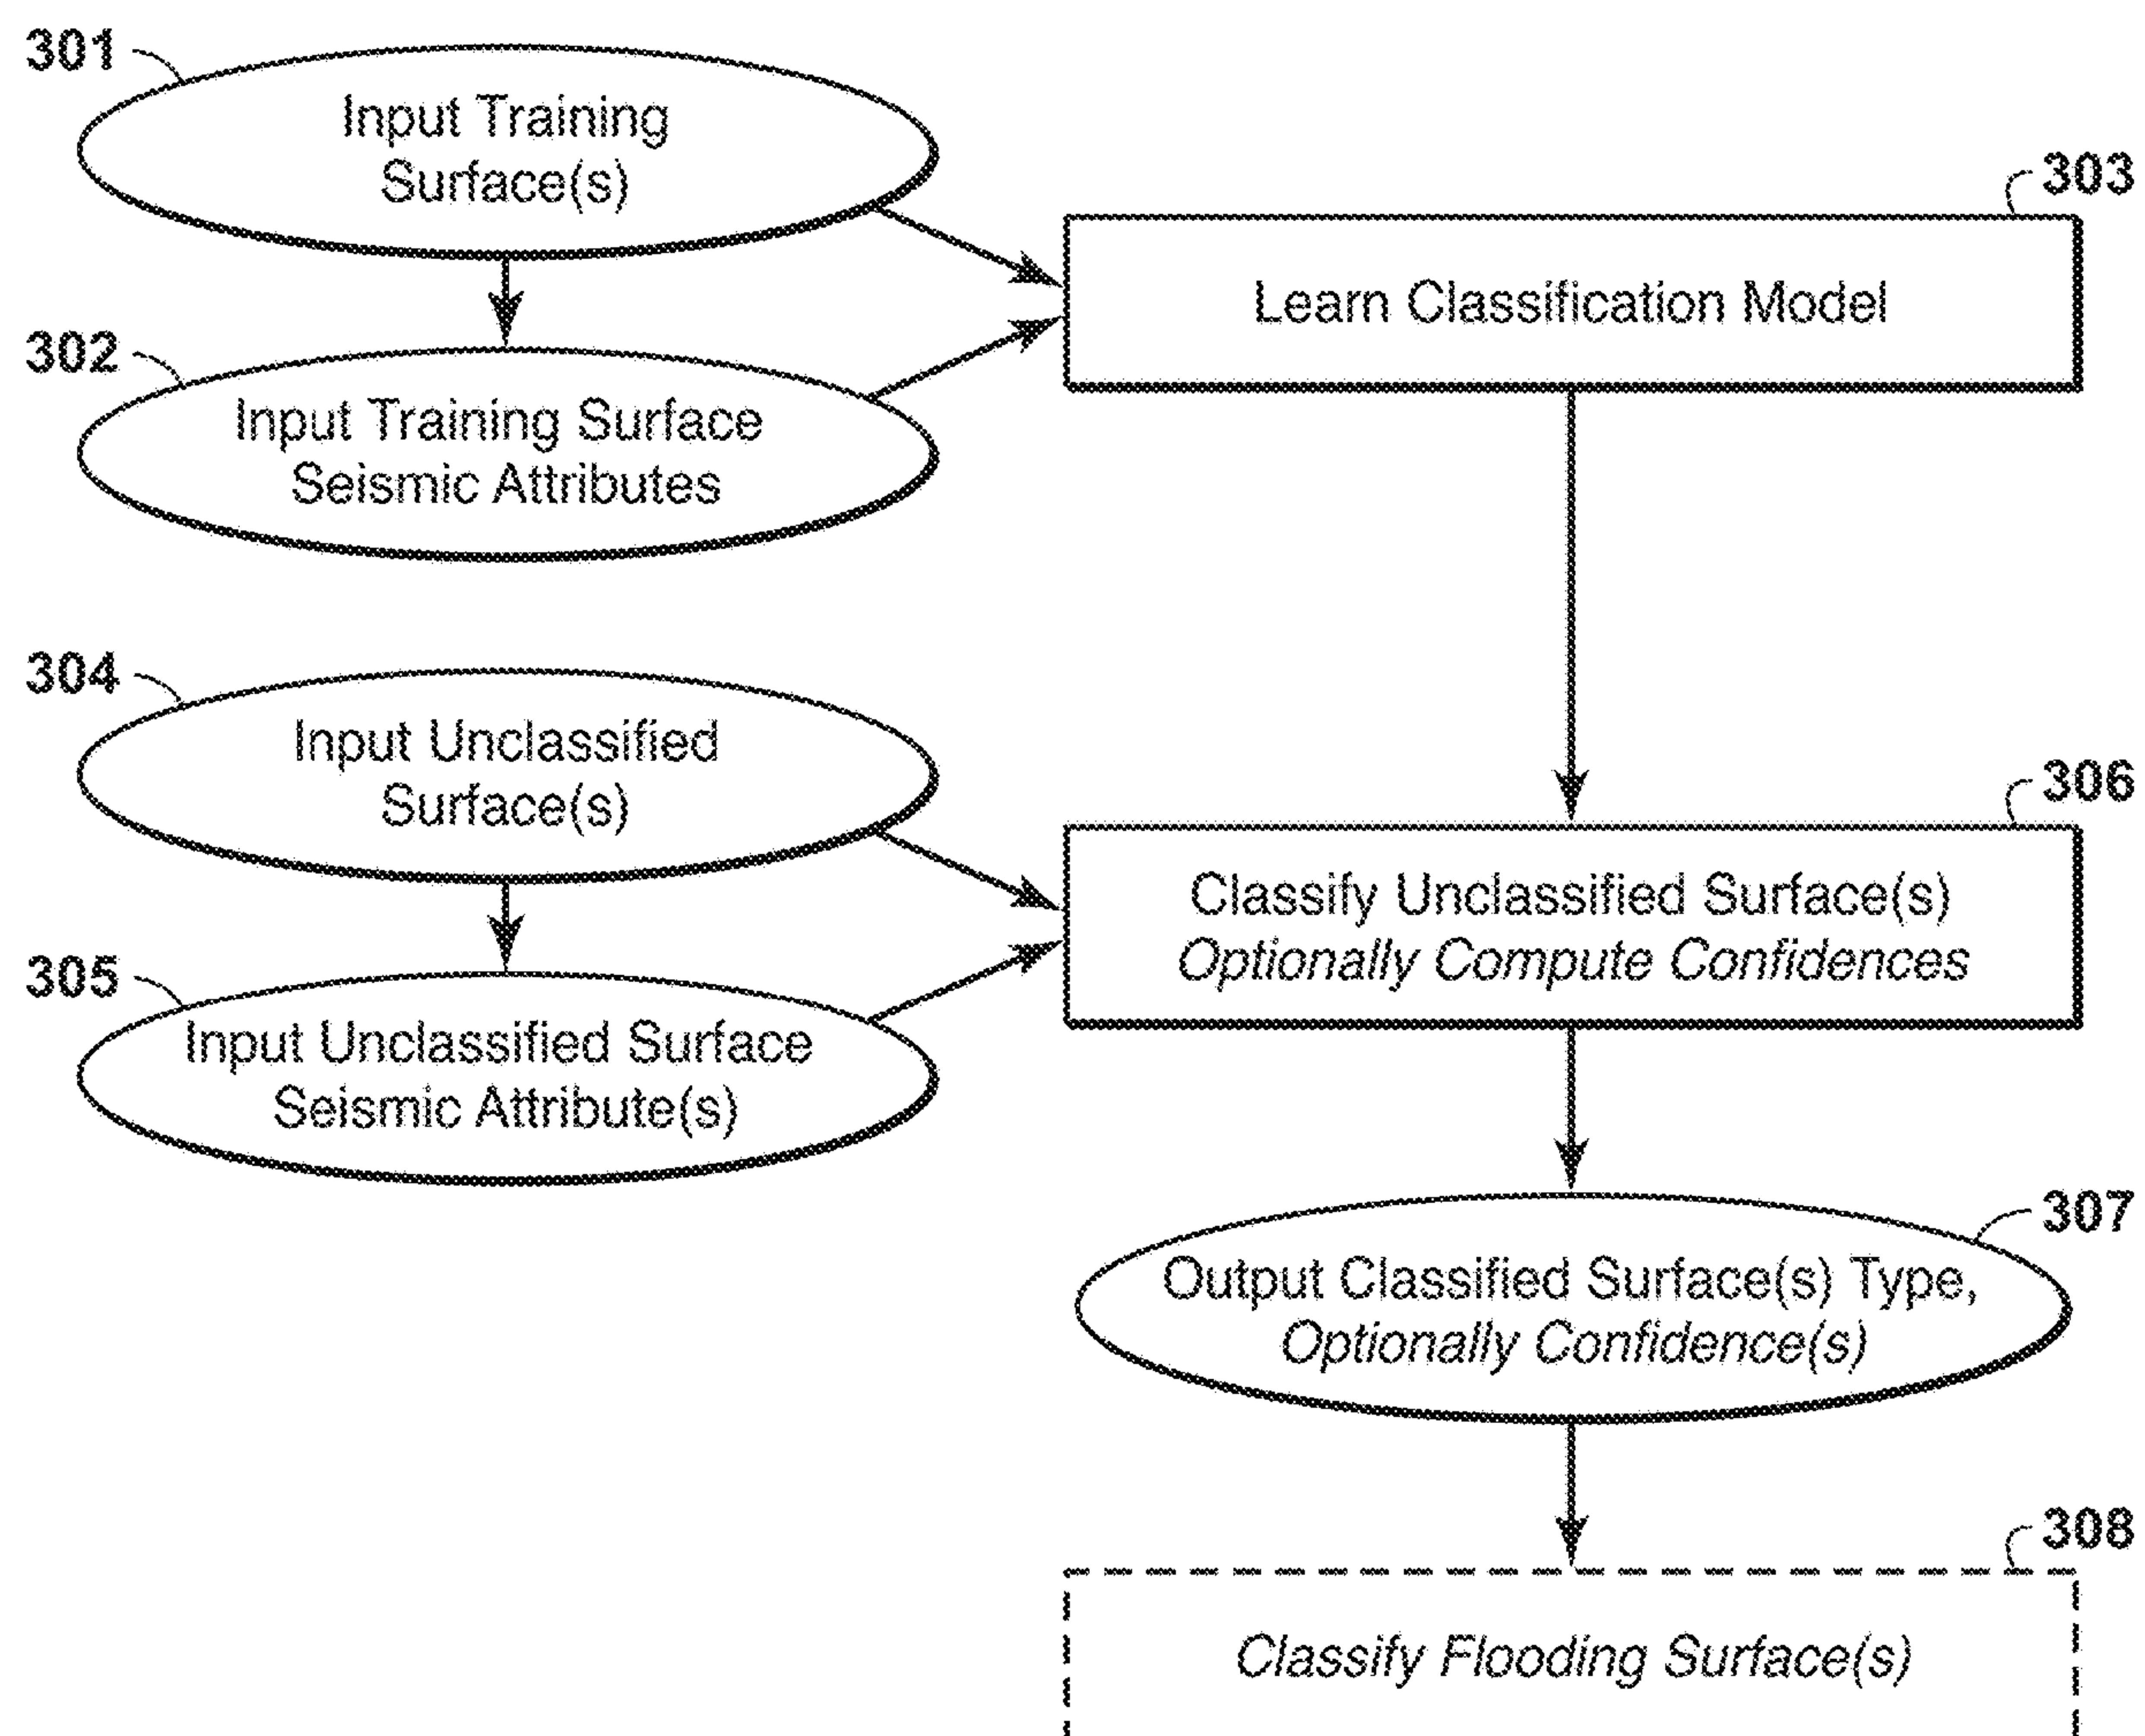 301
Input Training
Surface(s)
303
Learn Classification Model
302
Input Training Surface
Seismic Attributes
304
Input Unclassified
Surface(s)
306
Classify Unclassified Surface(s)
Optionally Compute Confidences
305
Input Unclassified Surface
Seismic Attribute(s)
307
Output Classified Surface(s) Type,
Optionally Confidence(s)
308
Classify Flooding Surface(s)